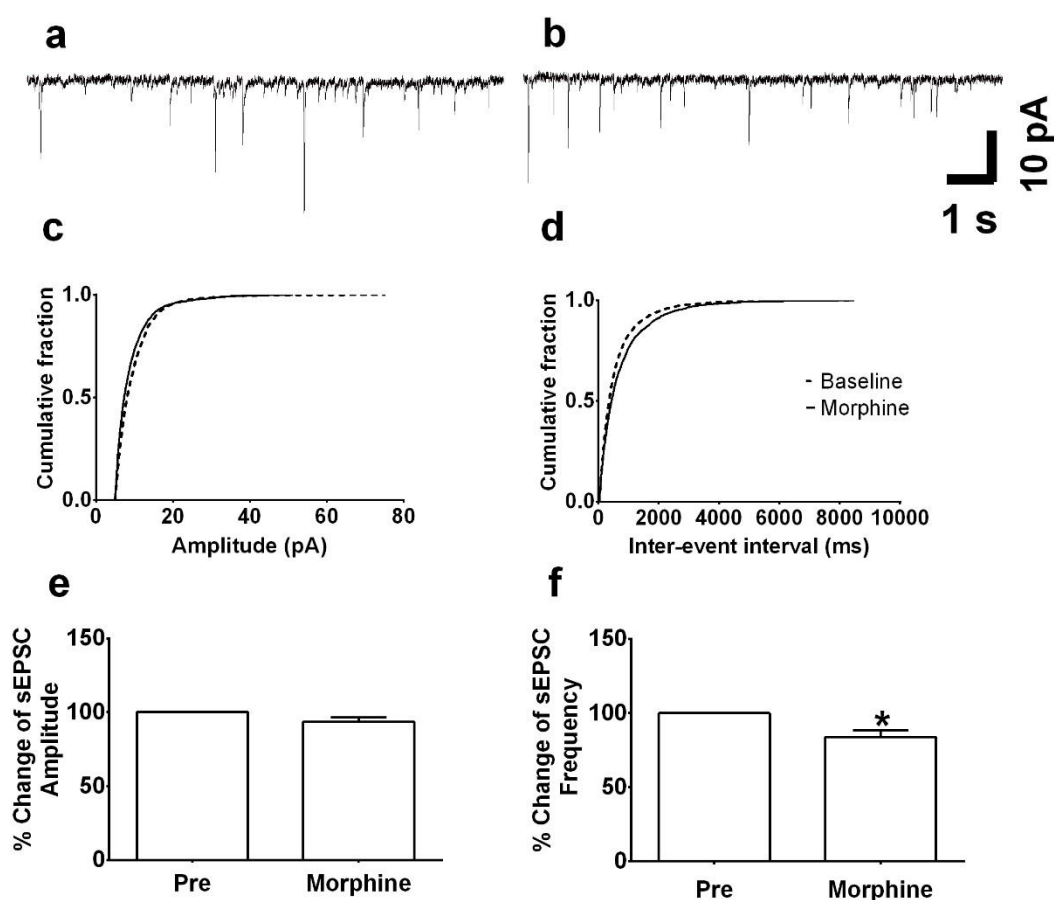 a
b
10 pA
1 s
c
d
1.0
0.5
0.0
Cumulative fraction
0
20
40
60
80
Amplitude (pA)
1.0
0.5
0.0
Cumulative fraction
- Baseline
- Morphine
0
2000
4000
6000
8000
10000
Inter-event interval (ms)
e
f
% Change of sEPSC
Amplitude
150
100
50
0
Pre
Morphine
% Change of sEPSC
Frequency
150
100
50
0
*
Pre
Morphine